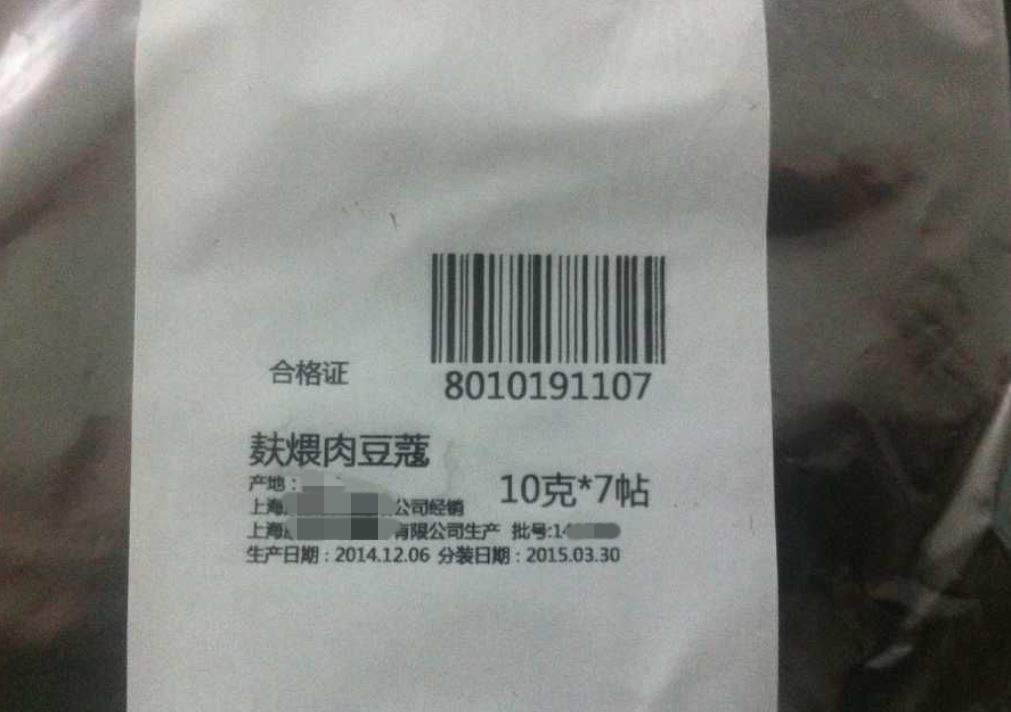 8010191107
合格证
麸煨肉豆蔻
10克*7帖
产地：
上海 公司经销
上海 有限公司生产 批号:14
生产日期：2014.12.06 分装日期：2015.03.30